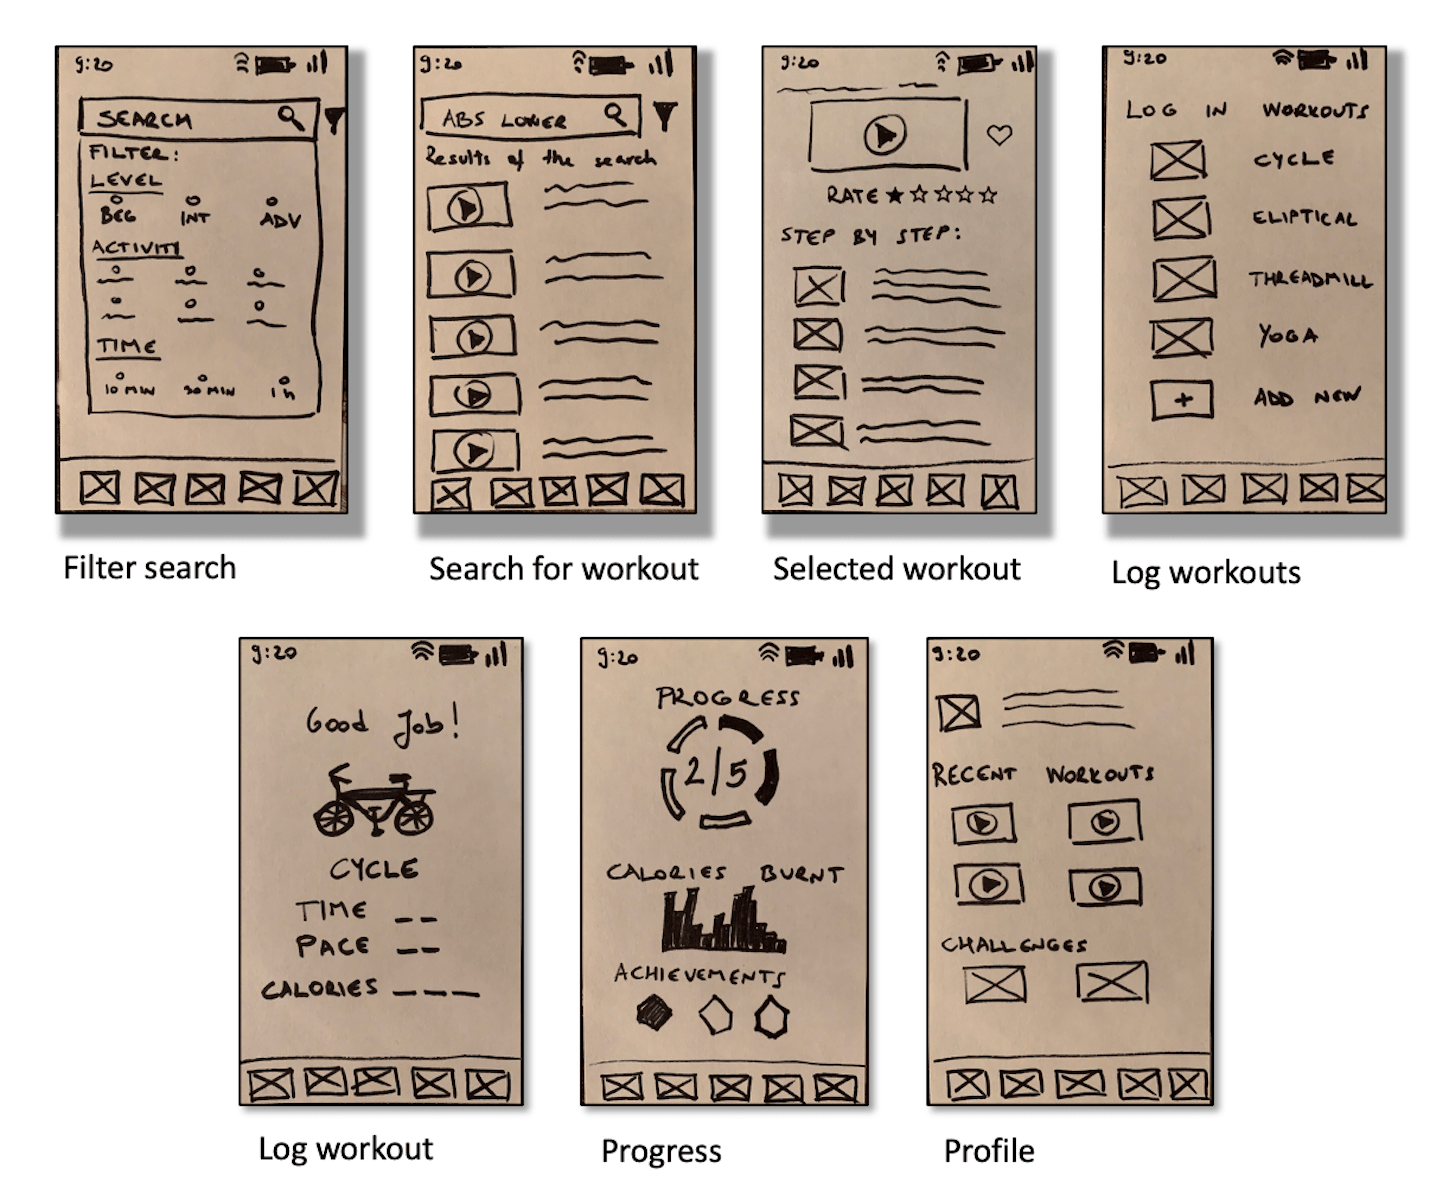 9:20
SEARCH
FILTER:
LEVEL
BEG INT ADV
ACTIVITI
TIME
10 MIN 30 MIN 1h
Filter search
9:20
ABS LOWER
Results of the search
Search for workout
9:20
RATE
STEP BY STEP:
Selected workout
9:20
LOG IN WORKOUTS
CYCLE
ELIPTICAL
THREADMILL
YOGA
ADD NEW
Log workouts
9:20
Good Job!
CYCLE
TIME _ _
PACE _ _
CALORIES _ _ _
Log workout
9:20
PROGRESS
2/5
CALORIES BURNT
ACHIEVEMENTS
Progress
9:20
RECENT WORKOUTS
CHALLENGES
Profile